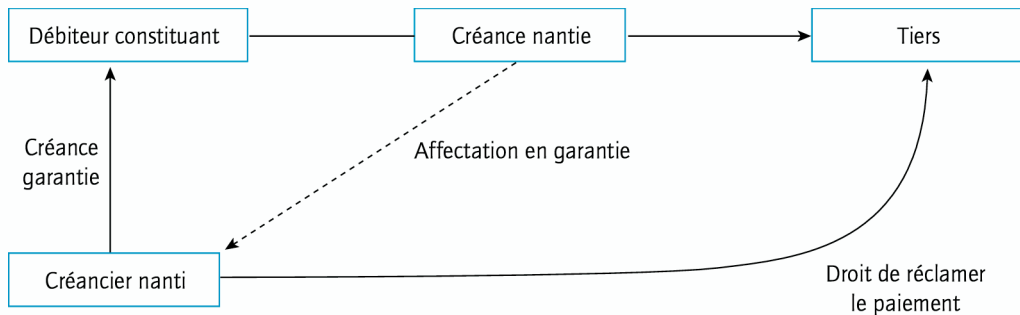 Débiteur constituant
Créance nantie
Tiers
Créance
garantie
Affectation en garantie
Créancier nanti
Droit de réclamer
le paiement